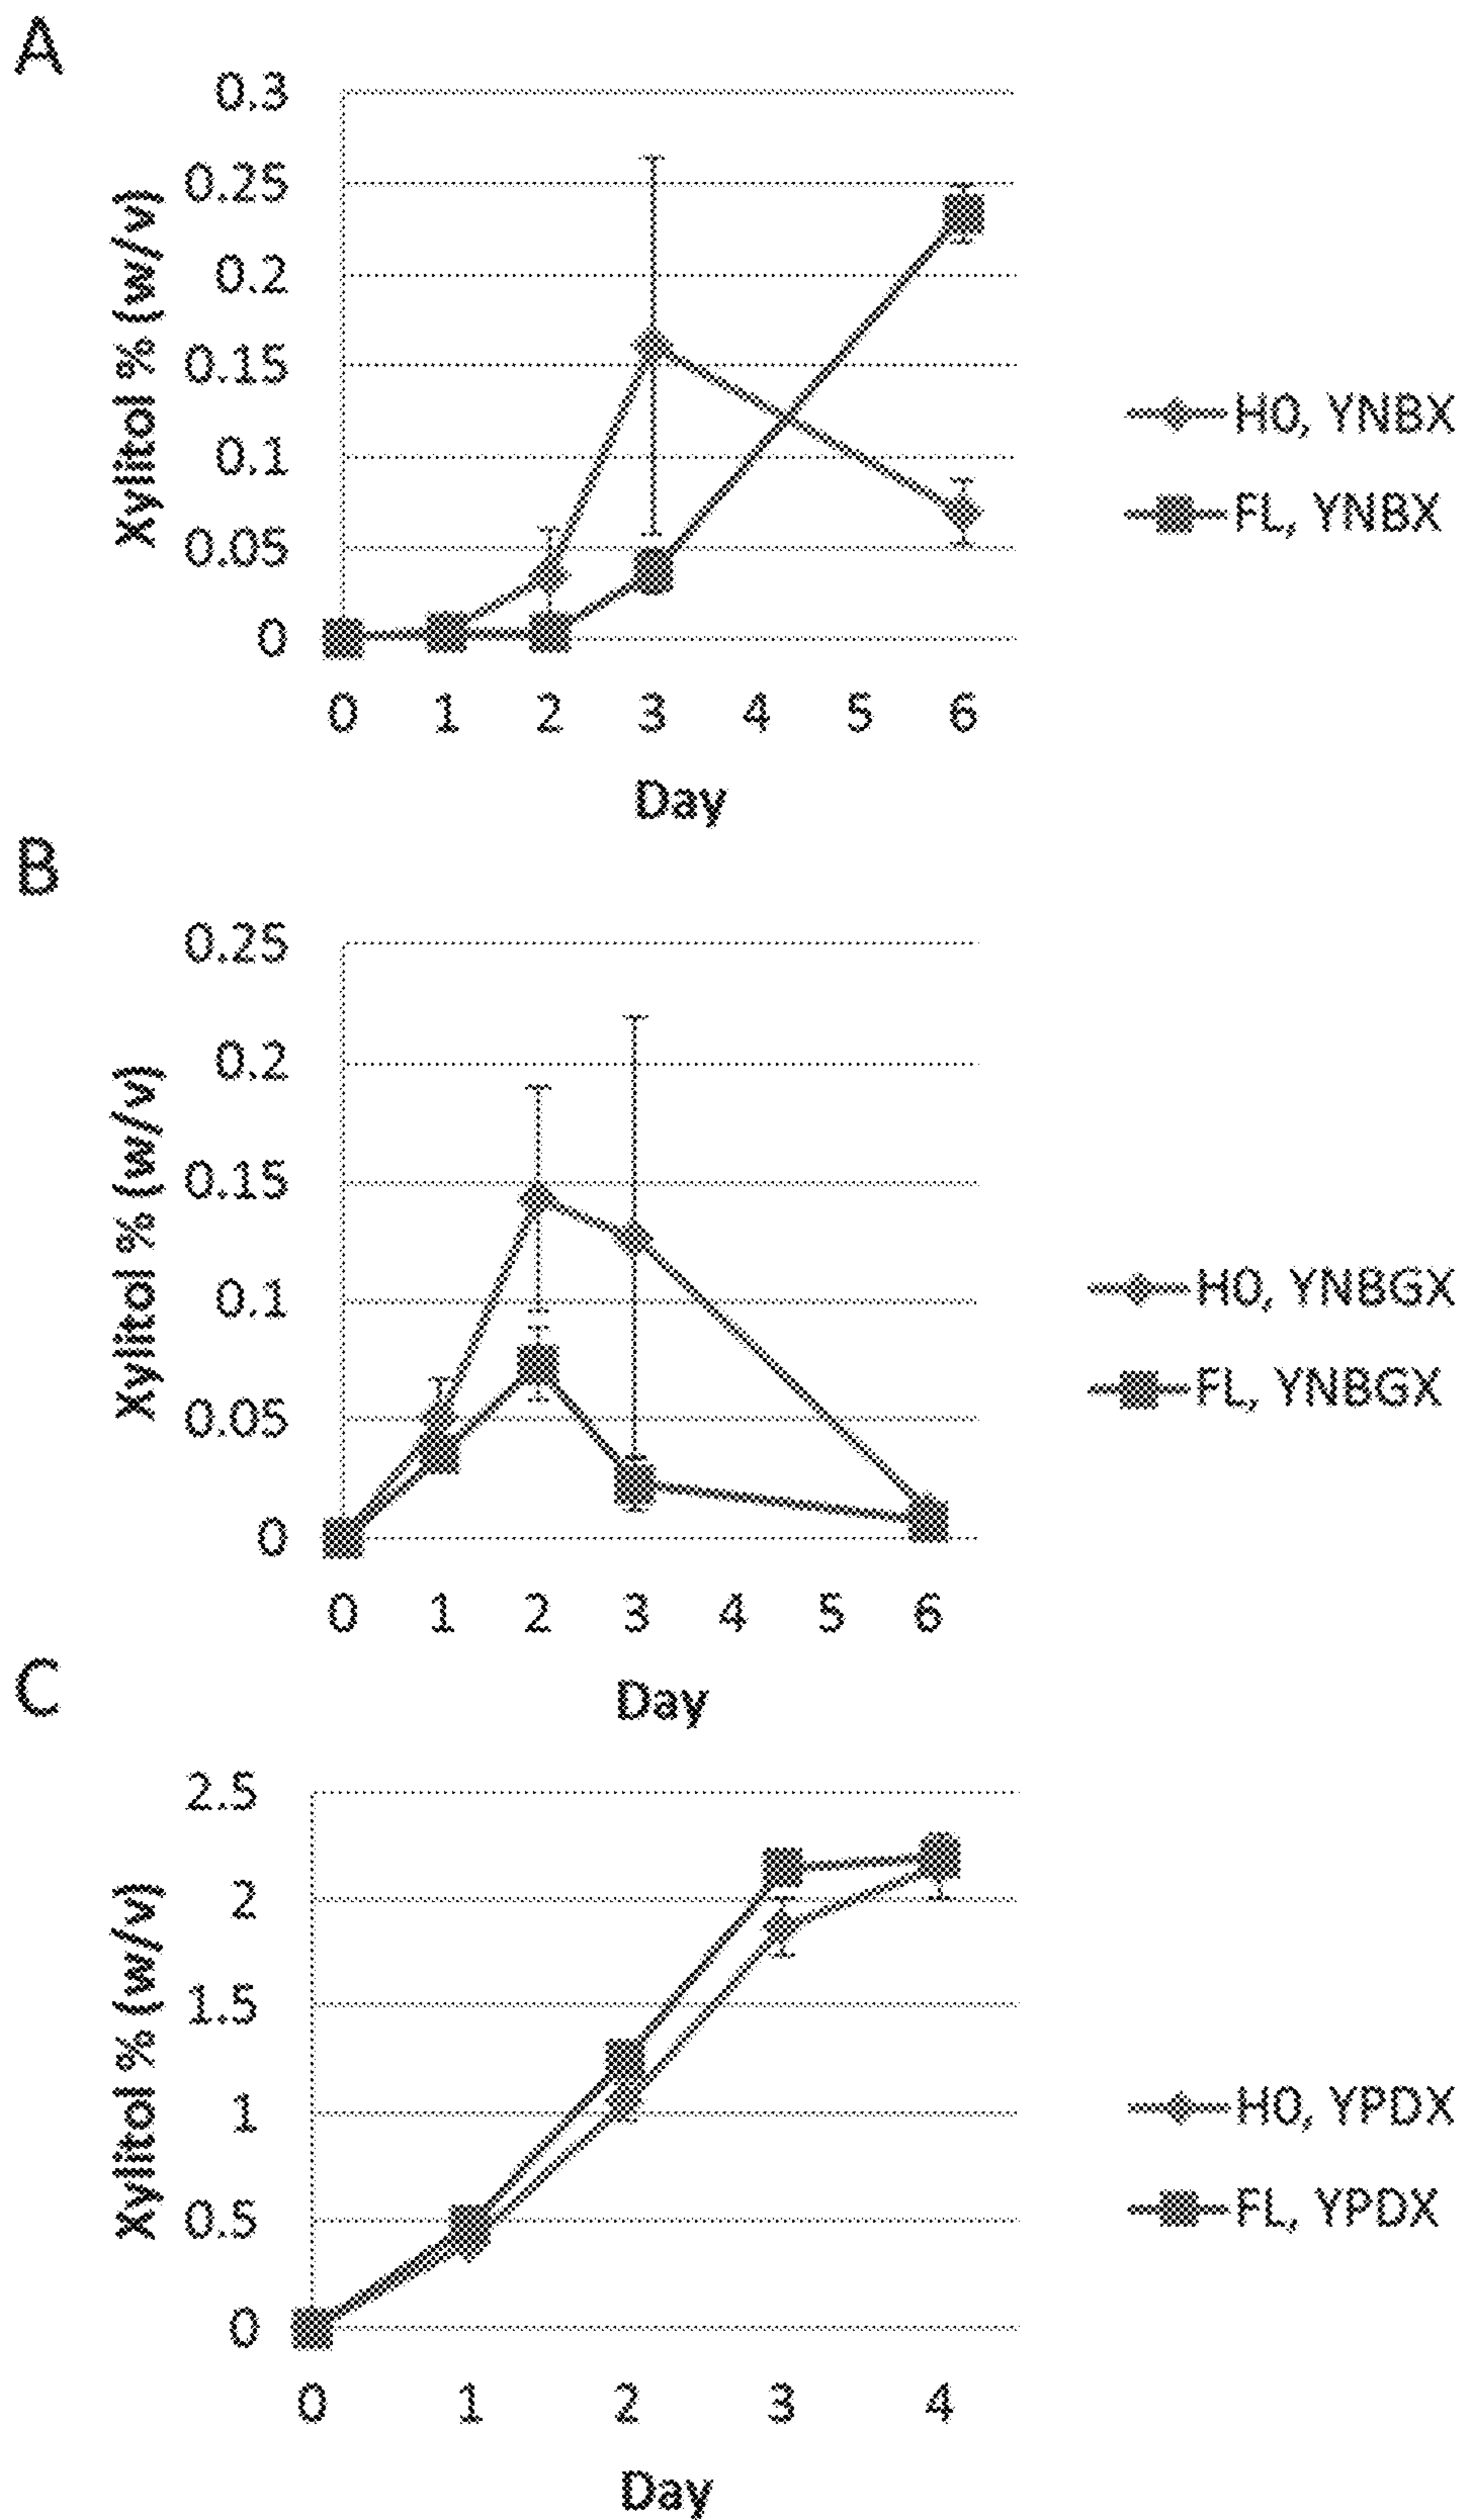 A
0.3
0.25
0.2
0.15
0.1
0.05
0
Xylitol % (w/v)
0 1 2 3 4 5 6
Day
H0, YNBX
FL, YNBX
B
0.25
0.2
0.15
0.1
0.05
0
Xylitol % (w/v)
0 1 2 3 4 5 6
Day
H0, YNBGX
FL, YNBGX
C
2.5
2
1.5
1
0.5
0
Xylitol % (w/v)
0 1 2 3 4
Day
H0, YPDX
FL, YPDX